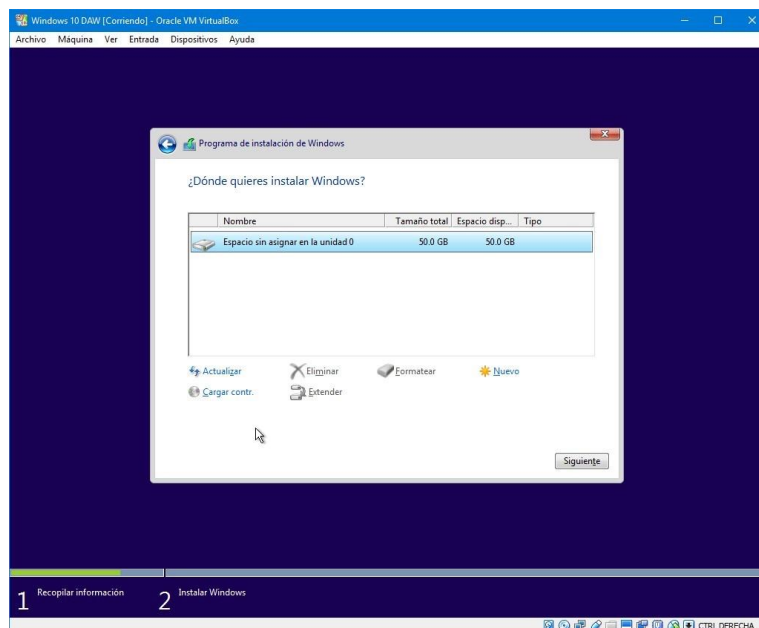 Windows 10 DAW [Corriendo] - Oracle VM VirtualBox
Archivo Máquina Ver Entrada Dispositivos Ayuda
Programa de instalación de Windows
¿Dónde quieres instalar Windows?
Nombre Tamaño total Espacio disp... Tipo
Espacio sin asignar en la unidad 0 50.0 GB 50.0 GB
Actualizar Eliminar Formatear Nuevo
Cargar contr. Extender
Siguiente
1 Recopilar información 2 Instalar Windows
CTRL DERECHA